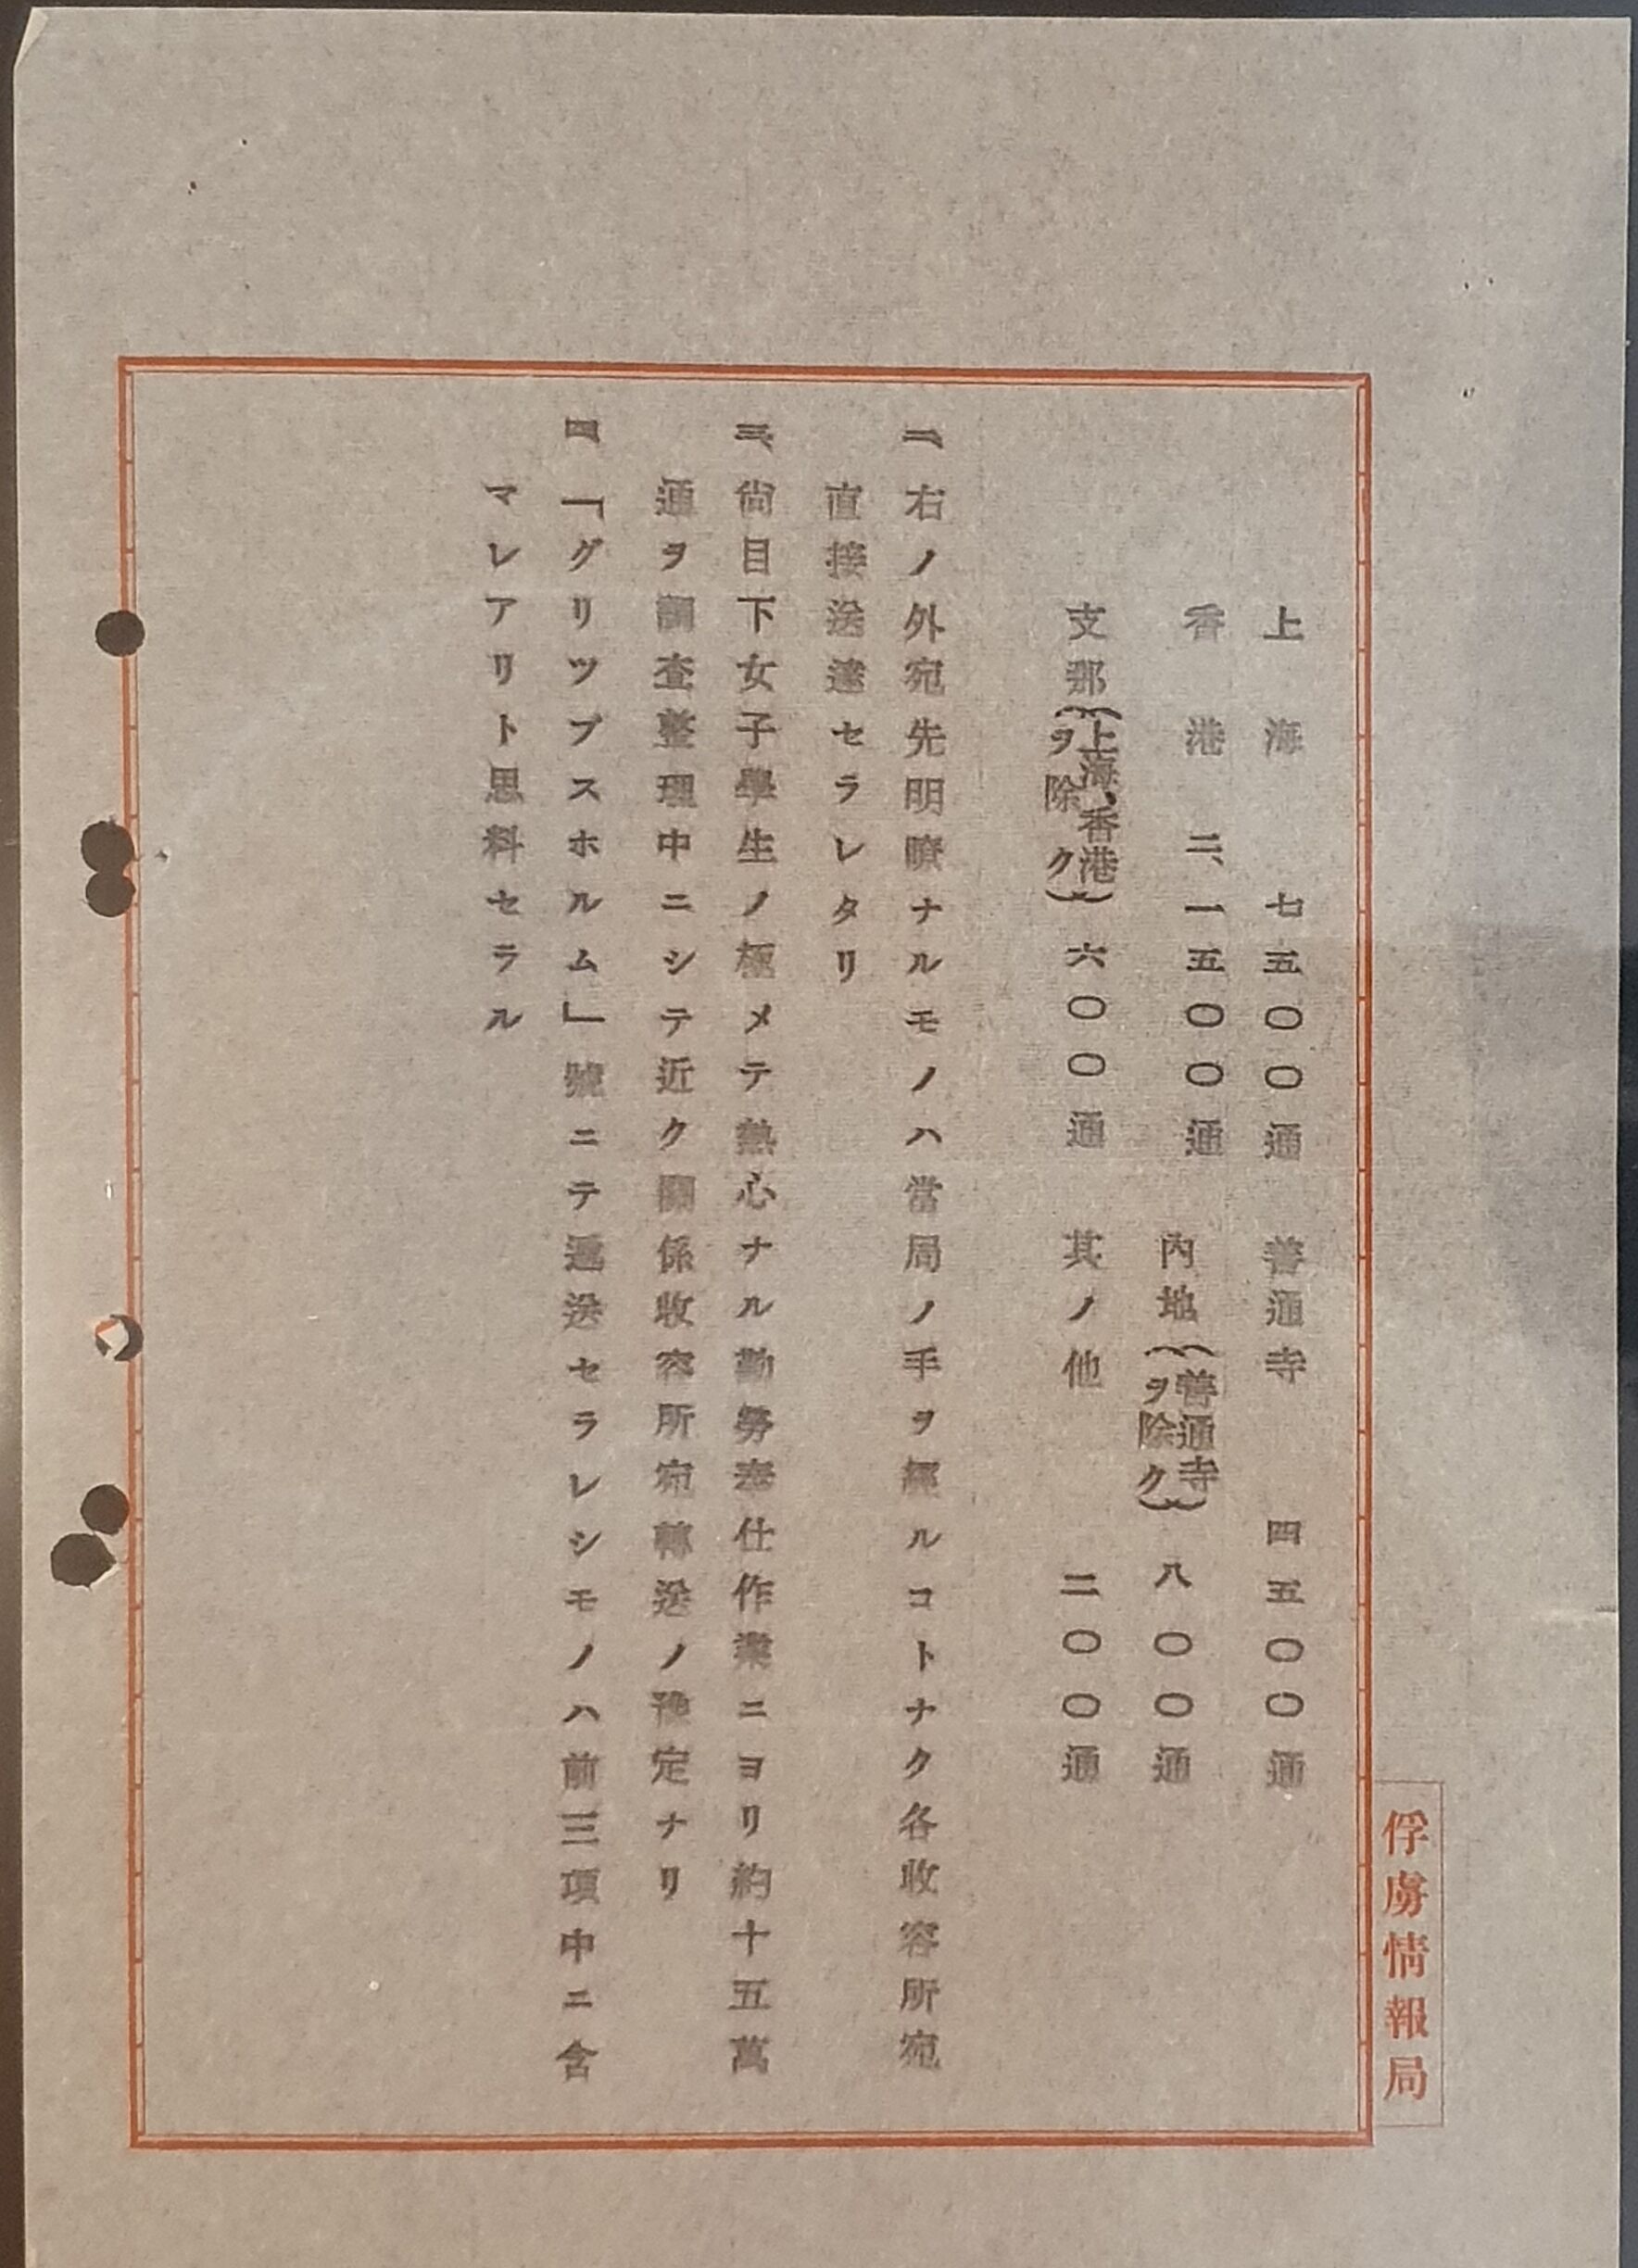 俘虜情報局
上海 七五〇〇通 善通寺 四五〇〇通
香港 二、一五〇〇通 內地(善通寺ヲ除ク) 八〇〇通
支那(上海、香港ヲ除ク) 六〇〇通 其ノ他 二〇〇通
二、右ノ外宛先明瞭ナルモノハ當局ノ手ヲ經ルコトナク各收容所宛
直接送達セラレタリ
三、尙目下女子學生ノ極メテ熱心ナル勤勞奉仕作業ニヨリ約十五萬
通ヲ調查整理中ニシテ近ク關係收容所宛轉送ノ豫定ナリ
四、「グリツプスホルム」號ニテ遞送セラレシモノハ前三項中ニ含
マレアリト思料セラル